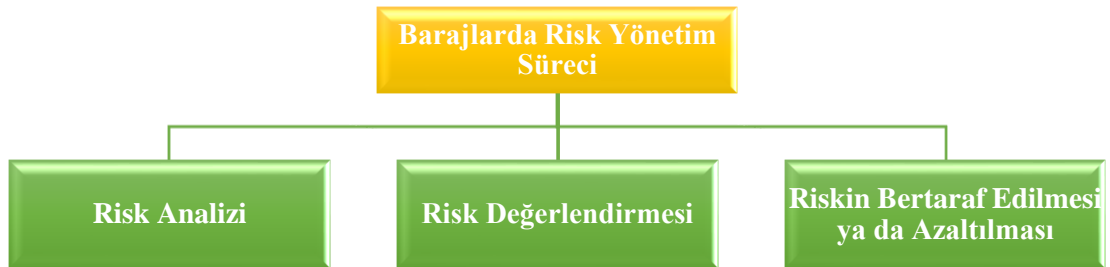 Barajlarda Risk Yönetim
Süreci
Risk Analizi
Risk Değerlendirmesi
Riskin Bertaraf Edilmesi
ya da Azaltılması